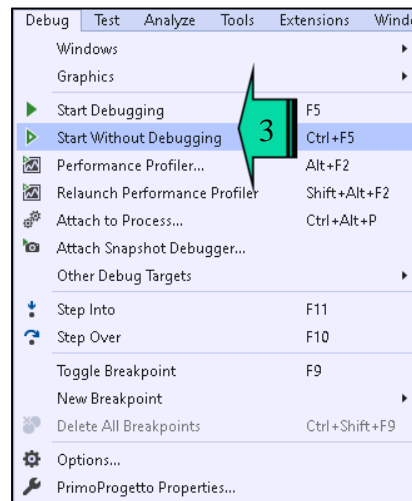 Debug Test Analyze Tools Extensions
Windows
Graphics
Start Debugging F5
Start Without Debugging 3 Ctrl+F5
Performance Profiler... Alt+F2
Relaunch Performance Profiler Shift+Alt+F2
Attach to Process... Ctrl+Alt+P
Attach Snapshot Debugger...
Other Debug Targets
Step Into F11
Step Over F10
Toggle Breakpoint F9
New Breakpoint
Delete All Breakpoints Ctrl+Shift+F9
Options...
PrimoProgetto Properties...